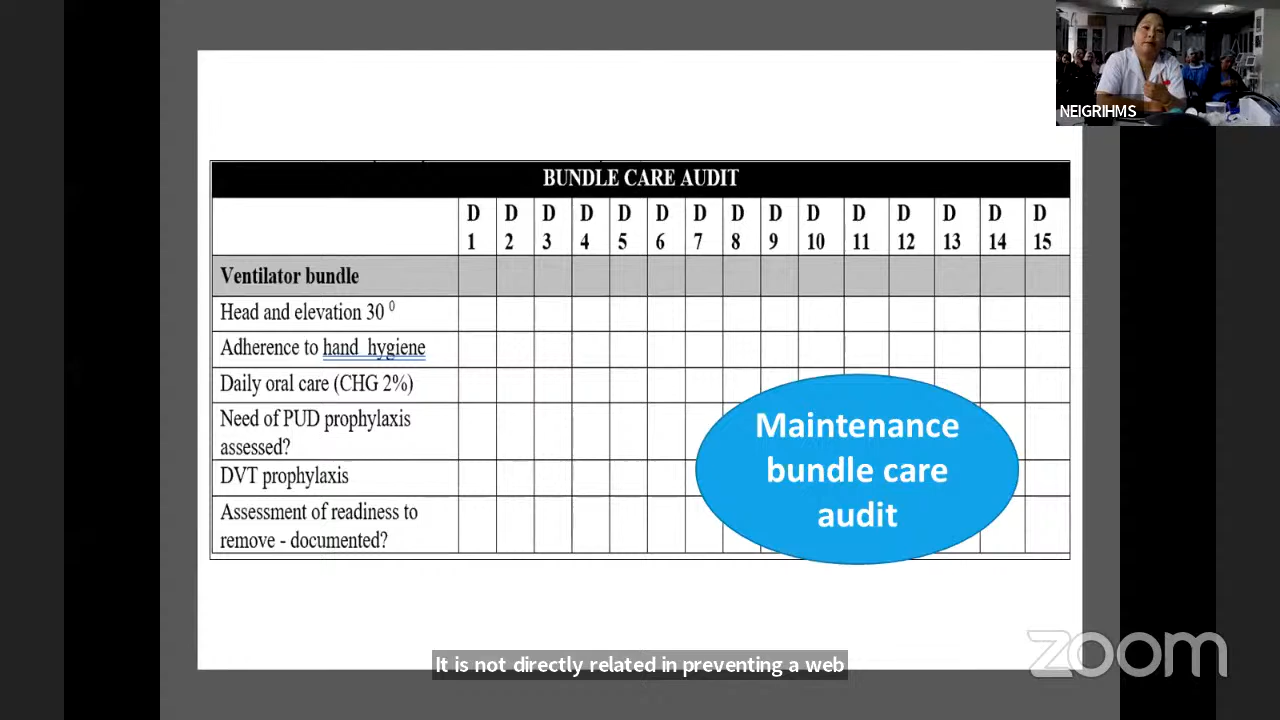 NEIGRIHMS
BUNDLE CARE AUDIT
D 1
D 2
D 3
D 4
D 5
D 6
D 7
D 8
D 9
D 10
D 11
D 12
D 13
D 14
D 15
Ventilator bundle
Head and elevation 30 ⁰
Adherence to hand hygiene
Daily oral care (CHG 2%)
Need of PUD prophylaxis
assessed?
DVT prophylaxis
Assessment of readiness to
remove - documented?
Maintenance
bundle care
audit
It is not directly related in preventing a web
zoom